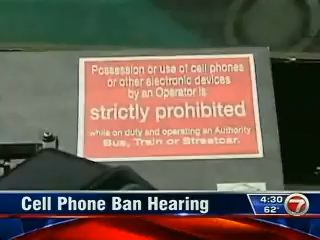 Possession or use of cell phones
or other electronic devices
by an Operator is
strictly prohibited
while on duty and operating an Authority
Bus, Train or Streetcar.
Cell Phone Ban Hearing
4:30
62°
7